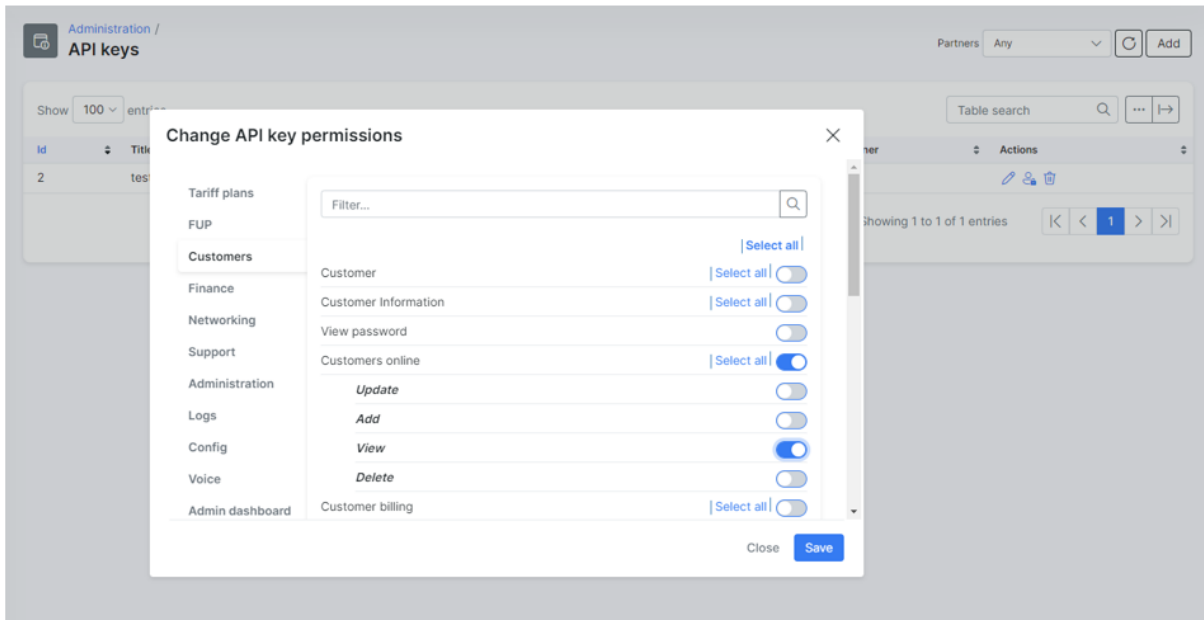 Administration /
API keys
Partners Any Add
Show 100 entries
Table search
Change API key permissions
Id Title Actions
2
Tariff plans
FUP
Customers
Finance
Networking
Support
Administration
Logs
Config
Voice
Admin dashboard
Filter...
Select all
Customer Select all
Customer Information Select all
View password
Customers online Select all
Update
Add
View
Delete
Customer billing Select all
Showing 1 to 1 of 1 entries
1
Close Save